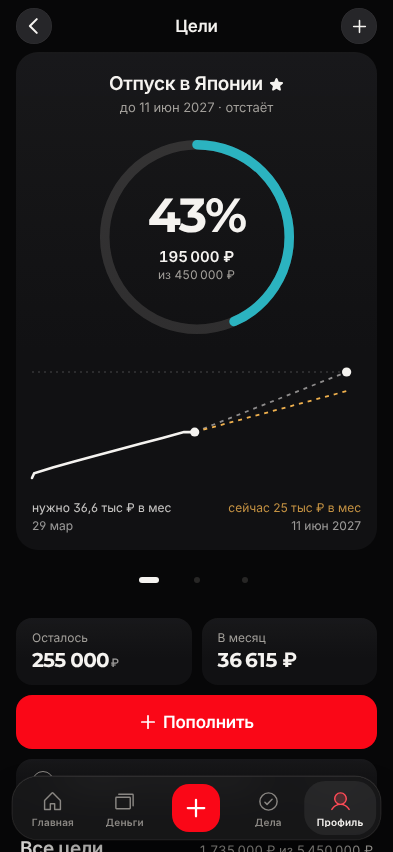 Цели
Отпуск в Японии
до 11 июн 2027 · отстаёт
43%
195 000 ₽
из 450 000 ₽
нужно 36,6 тыс ₽ в мес
сейчас 25 тыс ₽ в мес
29 мар
11 июн 2027
Осталось
255 000 ₽
В месяц
36 615 ₽
Пополнить
Главная
Деньги
Дела
Профиль
Все цели
1 735 000 ₽ из 5 450 000 ₽